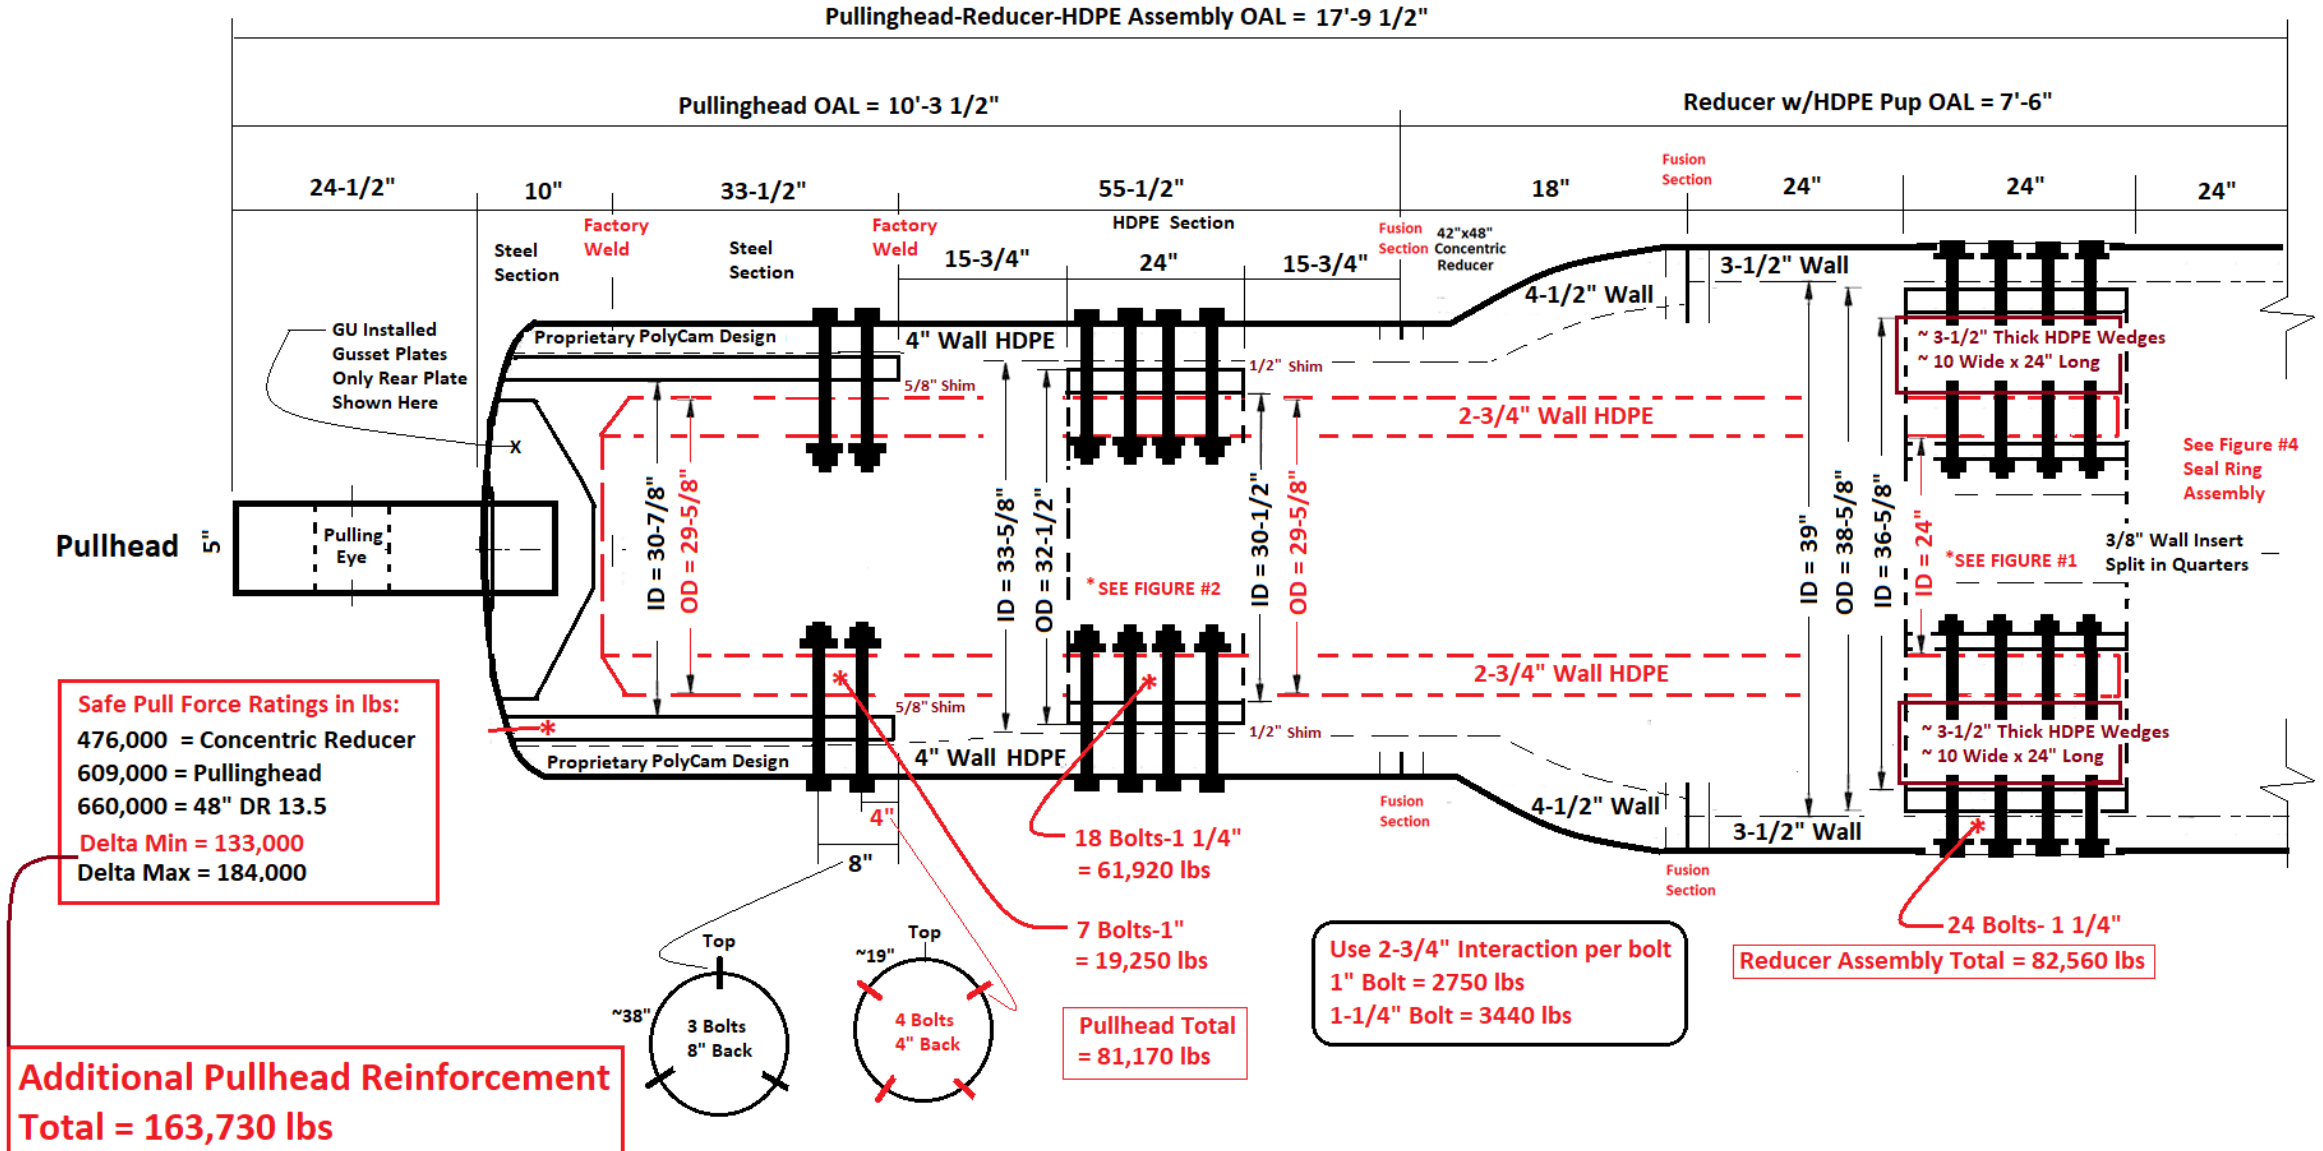 Pullinghead-Reducer-HDPE Assembly OAL = 17'-9 1/2"
Pullinghead OAL = 10'-3 1/2"
Reducer w/HDPE Pup OAL = 7'-6"
24-1/2"
10"
33-1/2"
55-1/2"
18"
Fusion
Section
24"
24"
24"
Steel
Section
Factory
Weld
Steel
Section
Factory
Weld
HDPE Section
15-3/4"
24"
15-3/4"
Fusion
Section
42"x48"
Concentric
Reducer
3-1/2" Wall
4-1/2" Wall
GU Installed
Gusset Plates
Only Rear Plate
Shown Here
X
Proprietary PolyCam Design
4" Wall HDPE
5/8" Shim
1/2" Shim
2-3/4" Wall HDPE
~ 3-1/2" Thick HDPE Wedges
~ 10 Wide x 24" Long
See Figure #4
Seal Ring
Assembly
Pullhead
5"
Pulling
Eye
ID = 30-7/8"
OD = 29-5/8"
ID = 33-5/8"
OD = 32-1/2"
* SEE FIGURE #2
ID = 30-1/2"
OD = 29-5/8"
ID = 39"
OD = 38-5/8"
ID = 36-5/8"
ID = 24"
*SEE FIGURE #1
3/8" Wall Insert
Split in Quarters
2-3/4" Wall HDPE
5/8" Shim
1/2" Shim
*
*
*
Proprietary PolyCam Design
4" Wall HDPE
~ 3-1/2" Thick HDPE Wedges
~ 10 Wide x 24" Long
4-1/2" Wall
3-1/2" Wall
*
Fusion
Section
Fusion
Section
Safe Pull Force Ratings in lbs:
476,000 = Concentric Reducer
609,000 = Pullinghead
660,000 = 48" DR 13.5
Delta Min = 133,000
Delta Max = 184,000
4"
8"
18 Bolts-1 1/4"
= 61,920 lbs
7 Bolts-1"
= 19,250 lbs
Pullhead Total
= 81,170 lbs
Use 2-3/4" Interaction per bolt
1" Bolt = 2750 lbs
1-1/4" Bolt = 3440 lbs
24 Bolts- 1 1/4"
Reducer Assembly Total = 82,560 lbs
Top
~38"
3 Bolts
8" Back
Top
~19"
4 Bolts
4" Back
Additional Pullhead Reinforcement
Total = 163,730 lbs